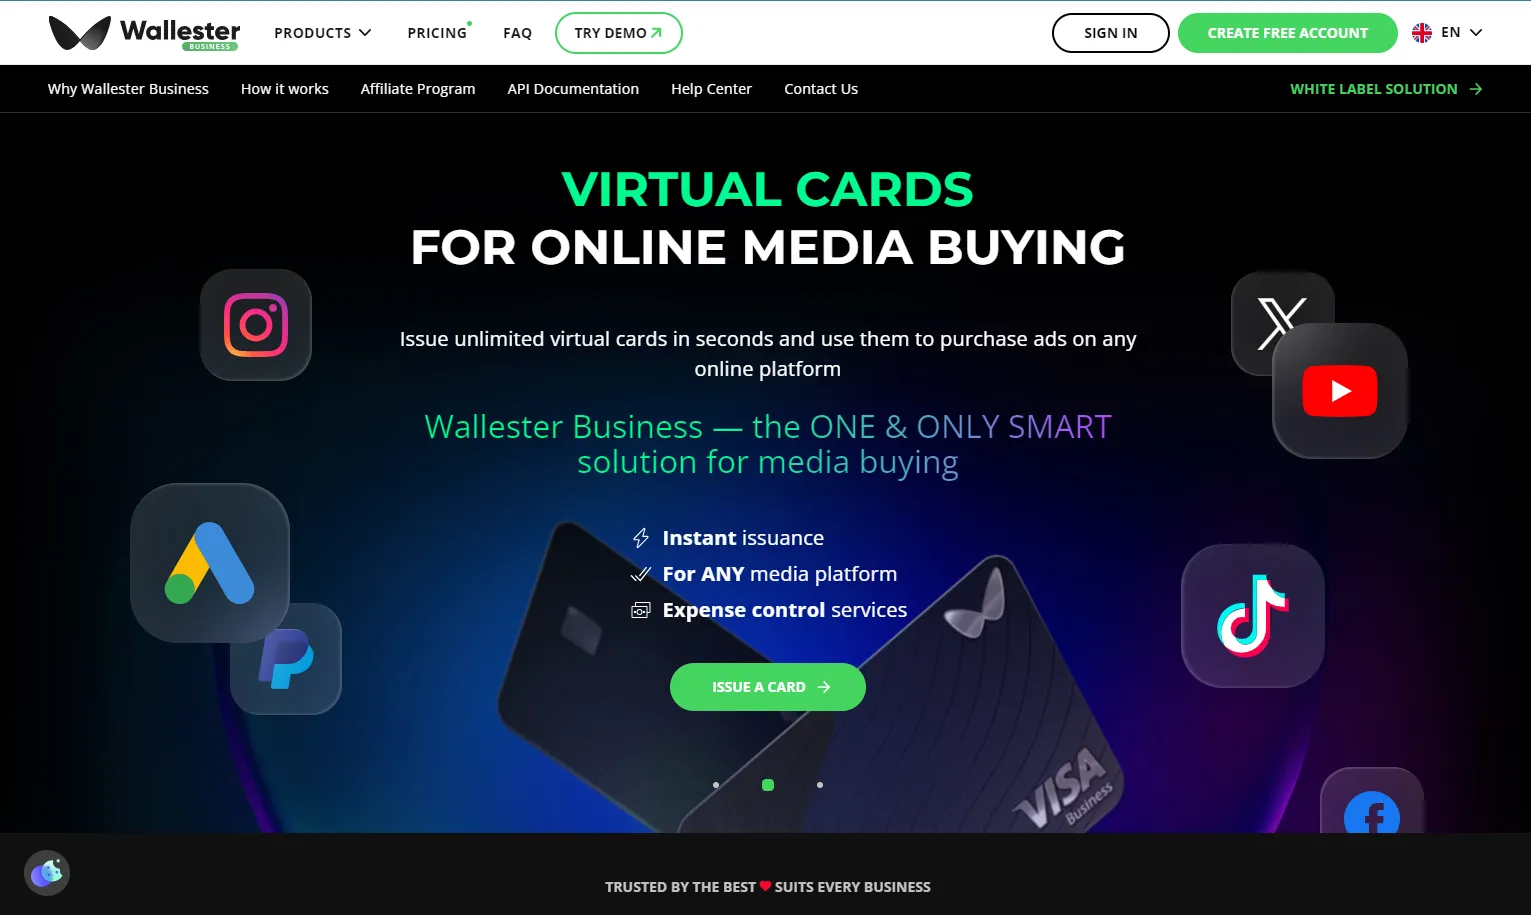 Wallester
BUSINESS
PRODUCTS
PRICING
FAQ
TRY DEMO
SIGN IN
CREATE FREE ACCOUNT
EN
Why Wallester Business
How it works
Affiliate Program
API Documentation
Help Center
Contact Us
WHITE LABEL SOLUTION
VIRTUAL CARDS
FOR ONLINE MEDIA BUYING
Issue unlimited virtual cards in seconds and use them to purchase ads on any
online platform
Wallester Business — the ONE & ONLY SMART
solution for media buying
Instant issuance
For ANY media platform
Expense control services
ISSUE A CARD
VISA
Business
TRUSTED BY THE BEST ❤ SUITS EVERY BUSINESS